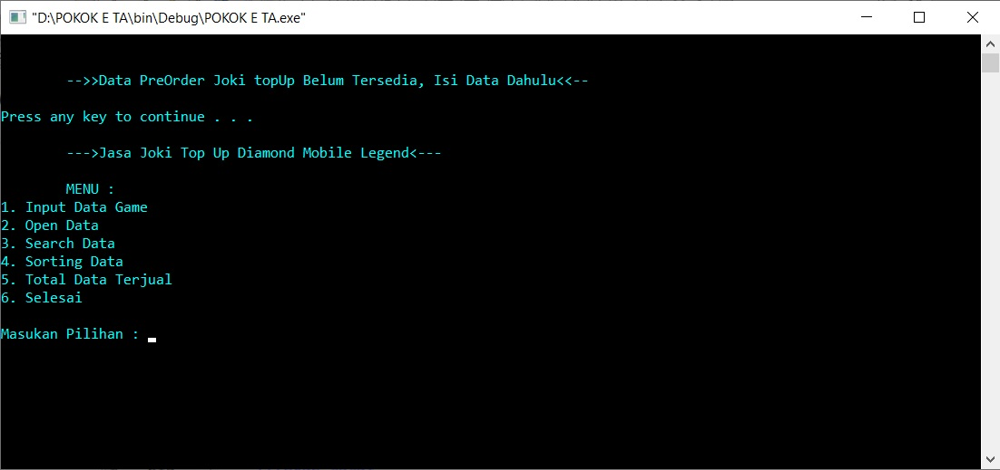 "D:\POKOK E TA\bin\Debug\POKOK E TA.exe"
-->>Data PreOrder Joki topUp Belum Tersedia, Isi Data Dahulu<<--
Press any key to continue . . .
--->Jasa Joki Top Up Diamond Mobile Legend<---
MENU :
1. Input Data Game
2. Open Data
3. Search Data
4. Sorting Data
5. Total Data Terjual
6. Selesai
Masukan Pilihan :